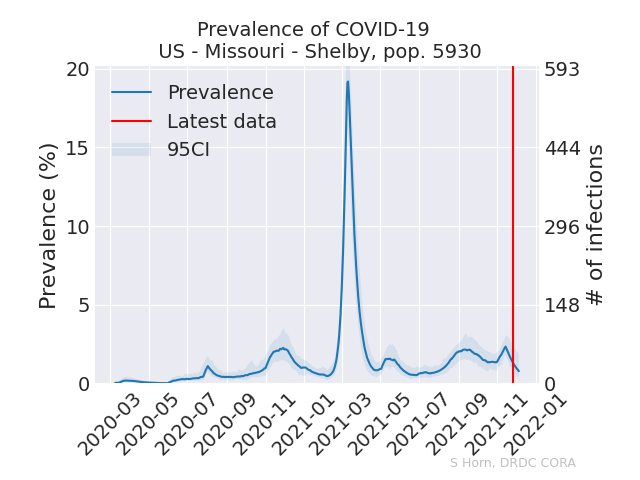 Prevalence of COVID-19
US - Missouri - Shelby, pop. 5930
Prevalence
Latest data
95CI
Prevalence (%)
20
15
10
5
0
593
444
296
148
0
# of infections
2020-03
2020-05
2020-07
2020-09
2020-11
2021-01
2021-03
2021-05
2021-07
2021-09
2021-11
2022-01
S Horn, DRDC CORA